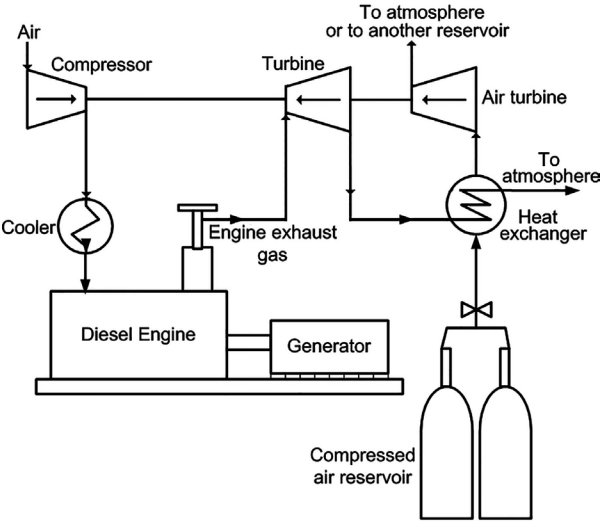 To atmosphere
or to another reservoir
Air
Compressor
Turbine
Air turbine
To
atmosphere
Cooler
Engine exhaust
gas
Heat
exchanger
Diesel Engine
Generator
Compressed
air reservoir